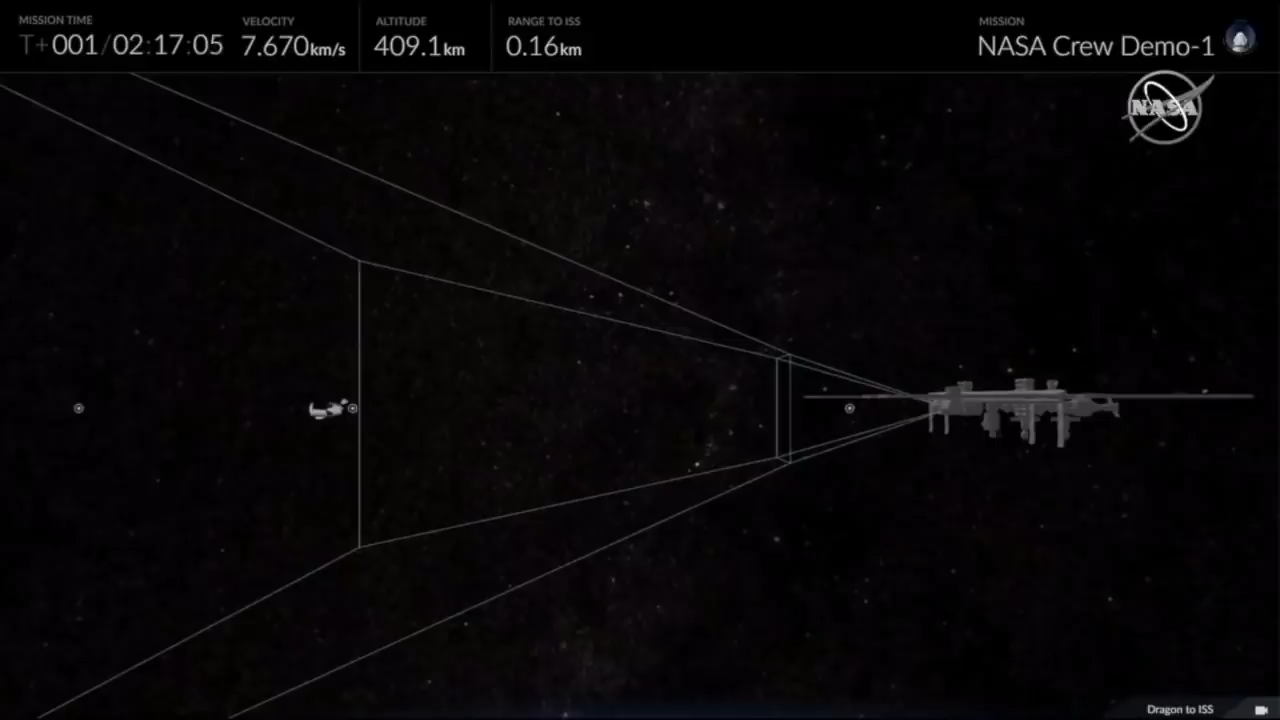 MISSION TIME
T+001/02:17:05
VELOCITY
7.670km/s
ALTITUDE
409.1km
RANGE TO ISS
0.16km
MISSION
NASA Crew Demo-1
NASA
Dragon to ISS